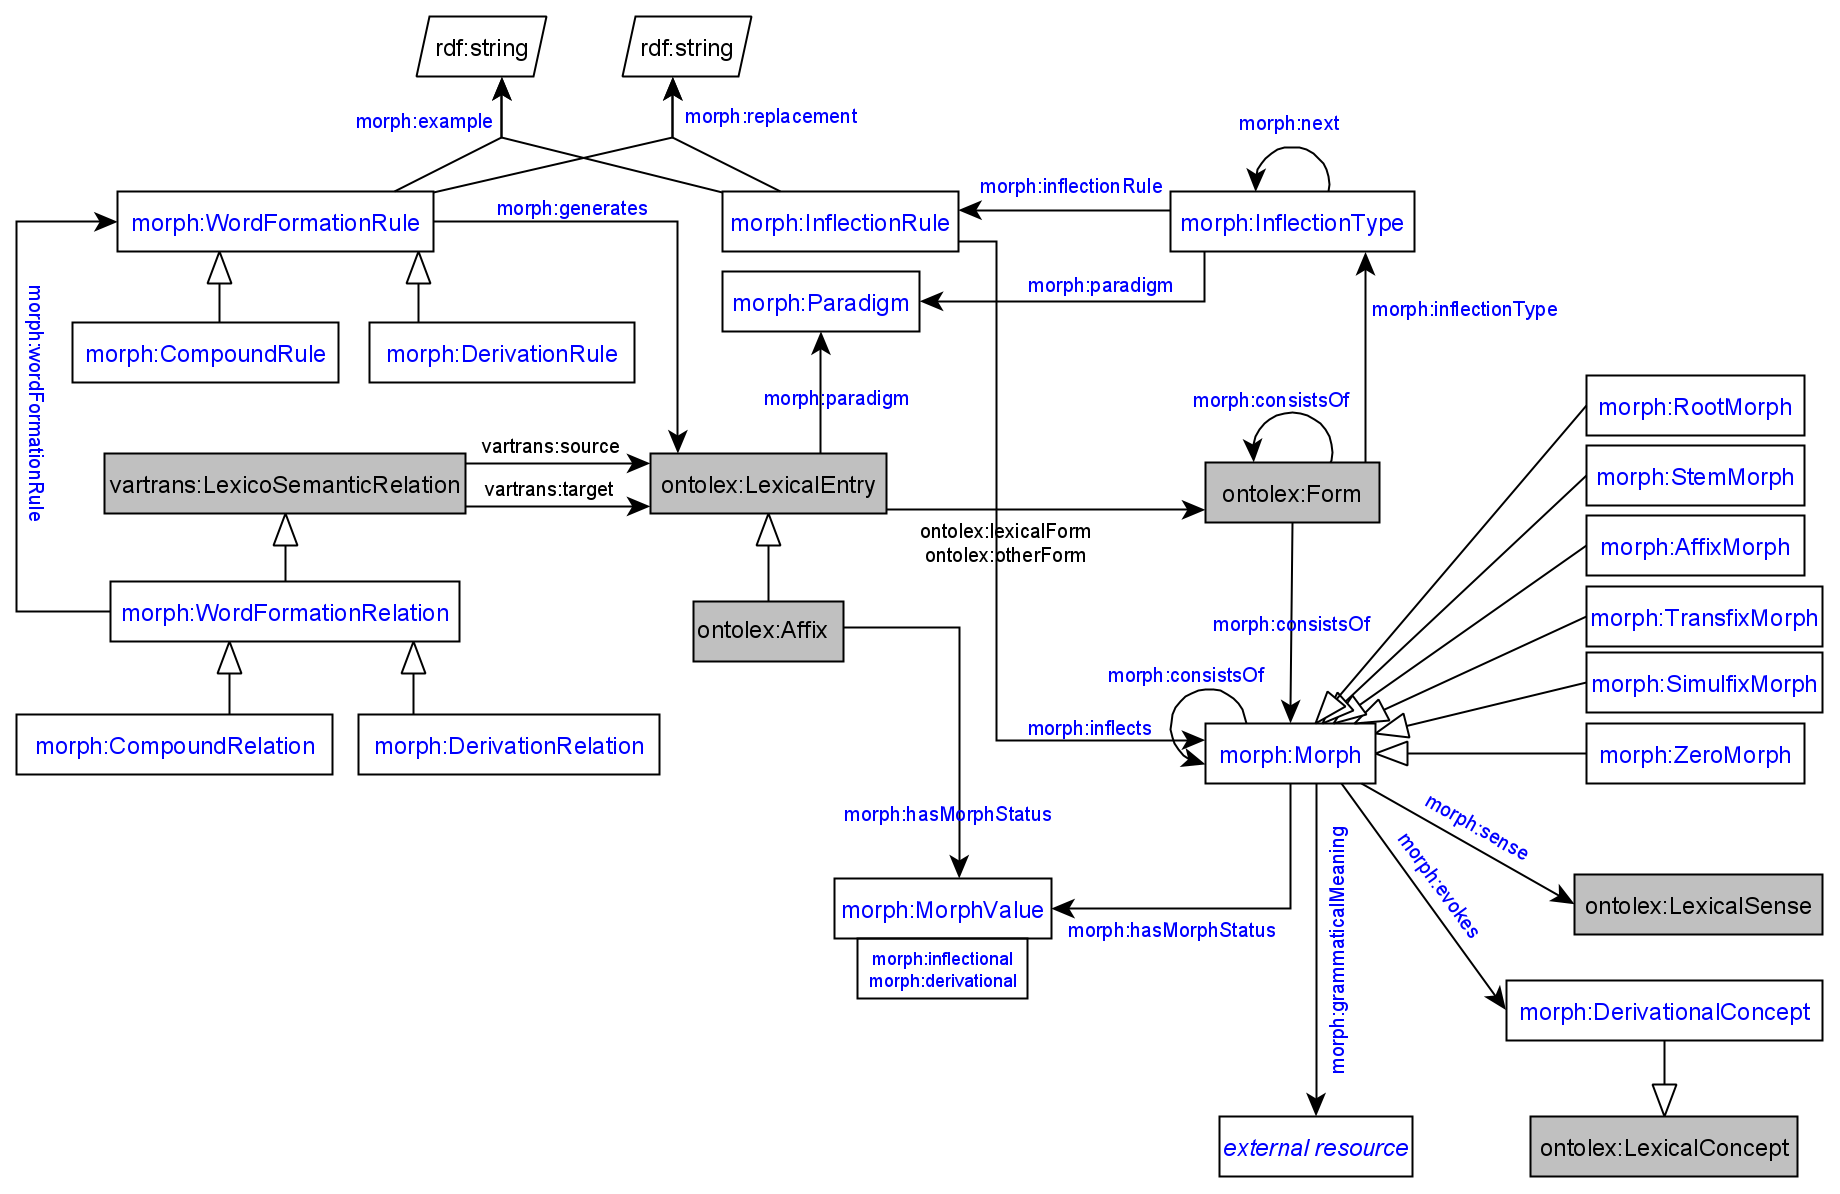 rdf:string
rdf:string
morph:example
morph:replacement
morph:next
morph:WordFormationRule
morph:generates
morph:InflectionRule
morph:inflectionRule
morph:InflectionType
morph:wordFormationRule
morph:Paradigm
morph:paradigm
morph:inflectionType
morph:CompoundRule
morph:DerivationRule
morph:paradigm
morph:consistsOf
morph:RootMorph
vartrans:LexicoSemanticRelation
vartrans:source
vartrans:target
ontolex:LexicalEntry
ontolex:lexicalForm
ontolex:otherForm
ontolex:Form
morph:StemMorph
morph:AffixMorph
morph:WordFormationRelation
ontolex:Affix
morph:consistsOf
morph:TransfixMorph
morph:consistsOf
morph:SimulfixMorph
morph:CompoundRelation
morph:DerivationRelation
morph:inflects
morph:Morph
morph:ZeroMorph
morph:hasMorphStatus
morph:grammaticalMeaning
morph:evokes
morph:sense
morph:MorphValue
morph:hasMorphStatus
ontolex:LexicalSense
morph:inflectional
morph:derivational
morph:DerivationalConcept
external resource
ontolex:LexicalConcept